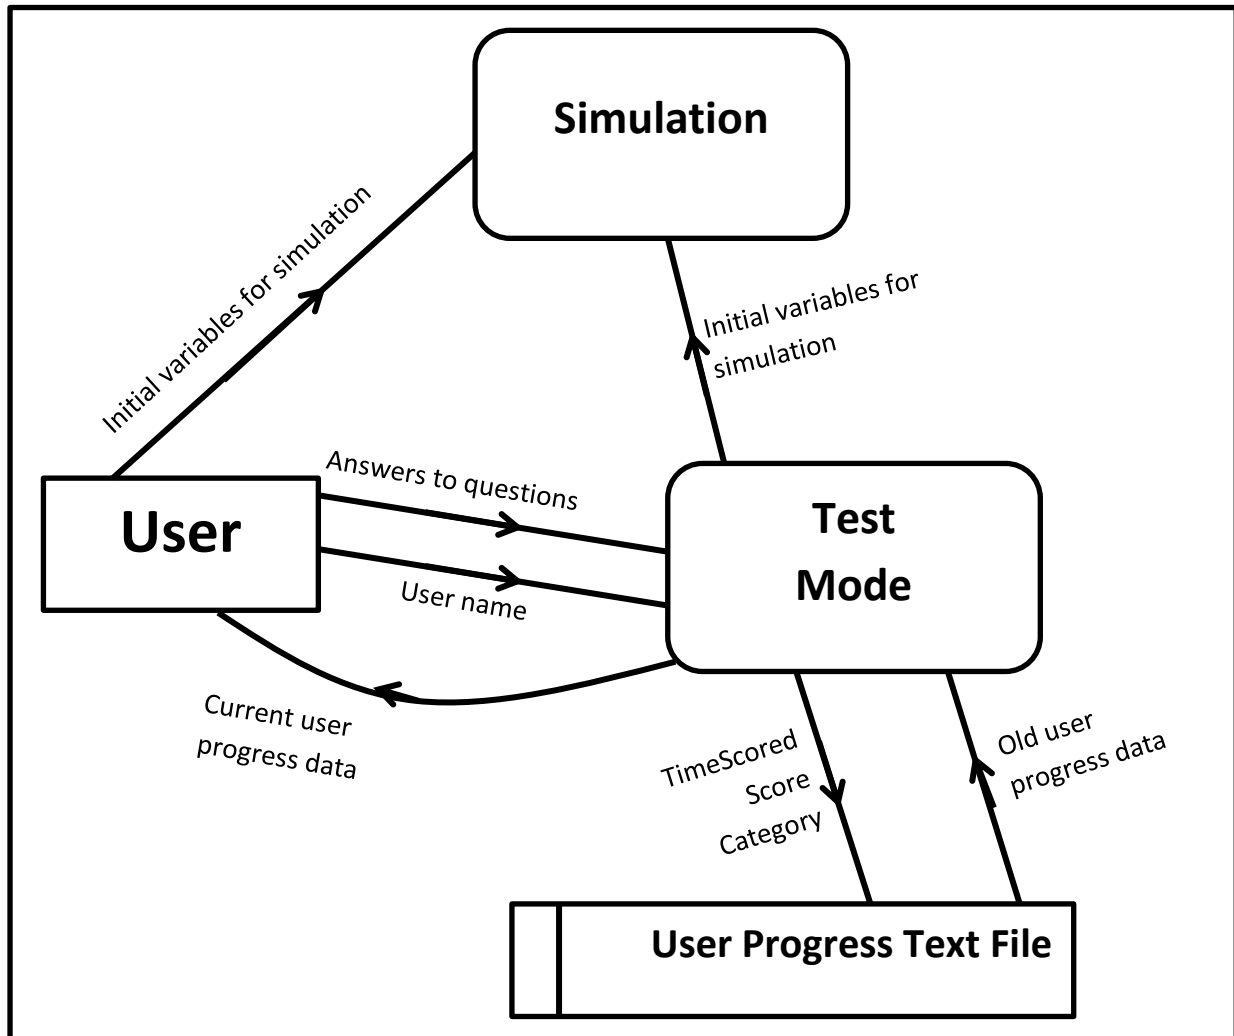 Simulation
Initial variables for simulation
Initial variables for
simulation
Answers to questions
User
Test
Mode
User name
Current user
progress data
TimeScored
Score
Category
Old user
progress data
User Progress Text File